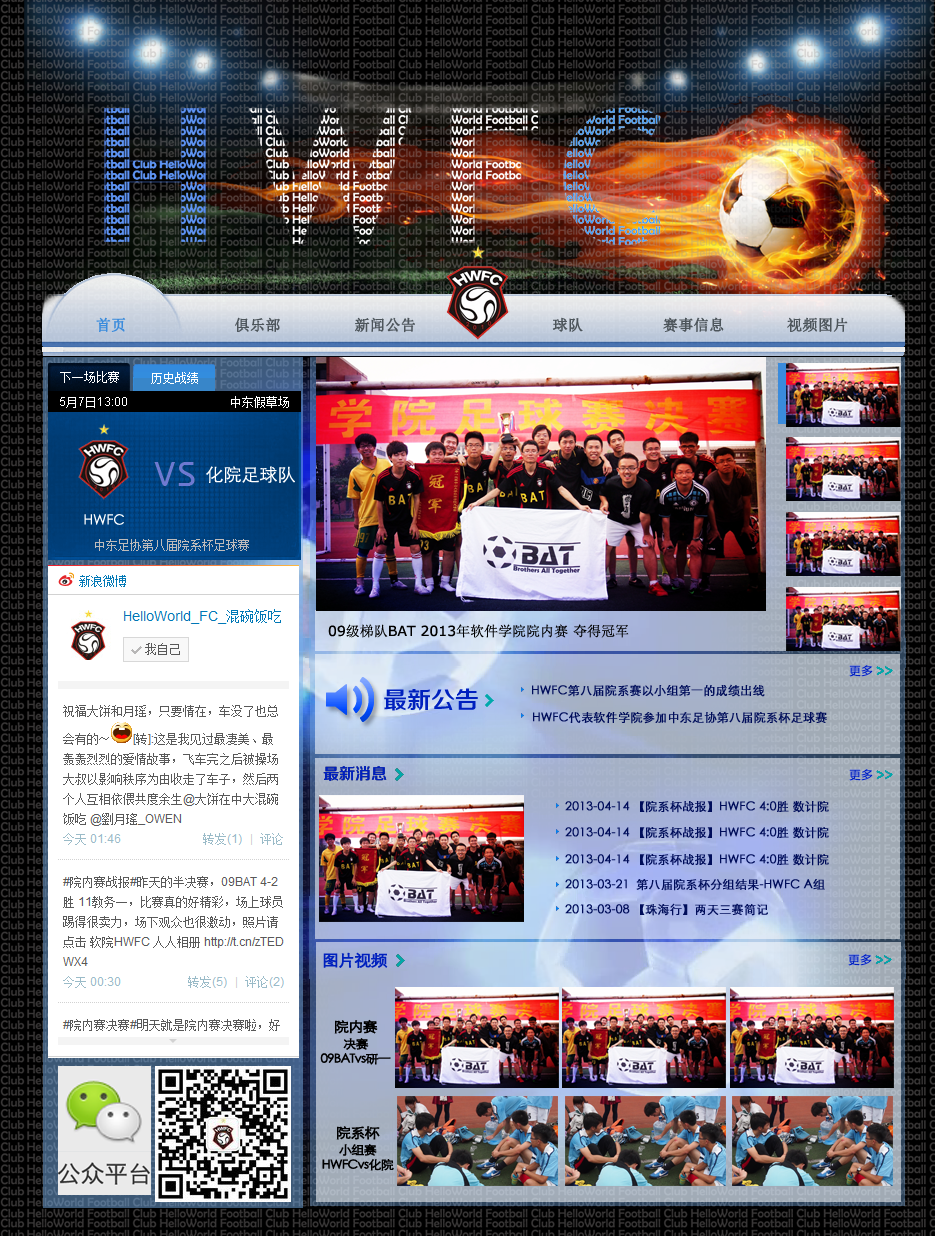 HWFC
HWFC
首页
俱乐部
新闻公告
球队
赛事信息
视频图片
下一场比赛
历史战绩
5月7日13:00
中东假草场
HWFC
VS
化院足球队
HWFC
中东足协第八届院系杯足球赛
新浪微博
HWFC
HelloWorld_FC_混碗饭吃
我自己
祝福大饼和月瑶，只要情在，车没了也总
会有的～[转]:这是我见过最凄美、最
轰轰烈烈的爱情故事，飞车完之后被操场
大叔以影响秩序为由收走了车子，然后两
个人互相依偎共度余生@大饼在中大混碗
饭吃 @劉月瑤_OWEN
今天 01:46
转发(1) | 评论
#院内赛战报#昨天的半决赛，09BAT 4-2
胜 11教务一，比赛真的好精彩，场上球员
踢得很卖力，场下观众也很激动，照片请
点击 软院HWFC 人人相册 http://t.cn/zTED
WX4
今天 00:30
转发(5) | 评论(2)
#院内赛决赛#明天就是院内赛决赛啦，好
公众平台
学院足球赛决赛
冠军
BAT
BAT
BAT
BAT
Brothers All Together
09级梯队BAT 2013年软件学院院内赛 夺得冠军
更多 >>
最新公告
HWFC第八届院系赛以小组第一的成绩出线
HWFC代表软件学院参加中东足协第八届院系杯足球赛
最新消息
更多 >>
2013-04-14 【院系杯战报】HWFC 4:0胜 数计院
2013-04-14 【院系杯战报】HWFC 4:0胜 数计院
2013-04-14 【院系杯战报】HWFC 4:0胜 数计院
2013-03-21 第八届院系杯分组结果-HWFC A组
2013-03-08 【珠海行】两天三赛简记
图片视频
更多 >>
院内赛
决赛
09BATvs研一
院系杯
小组赛
HWFCvs化院